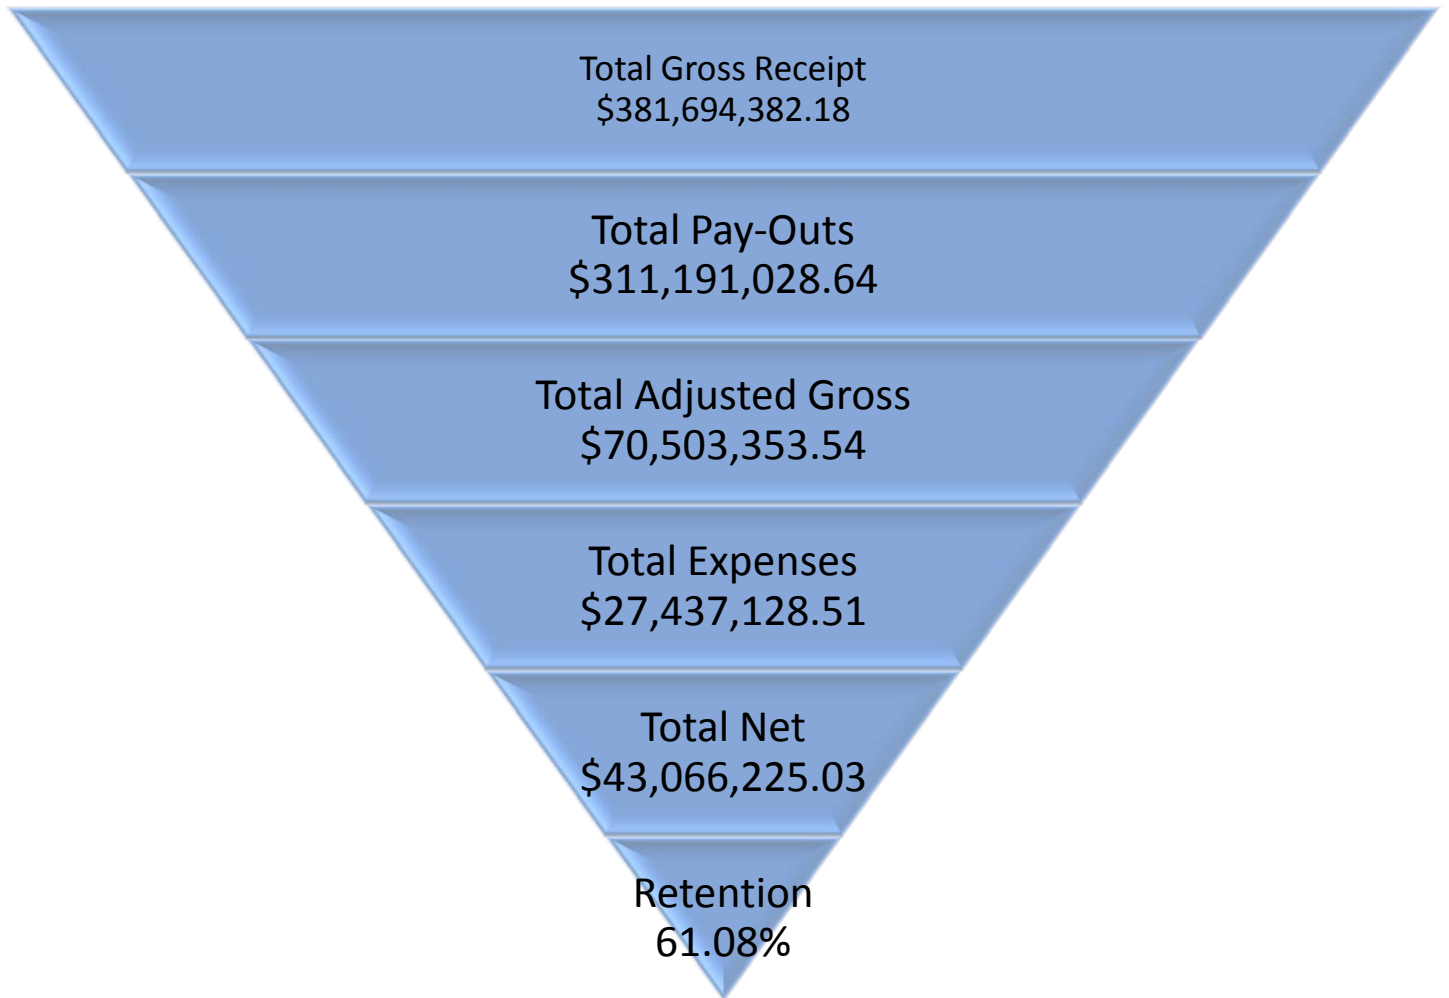 Total Gross Receipt
$381,694,382.18
Total Pay-Outs
$311,191,028.64
Total Adjusted Gross
$70,503,353.54
Total Expenses
$27,437,128.51
Total Net
$43,066,225.03
Retention
61.08%